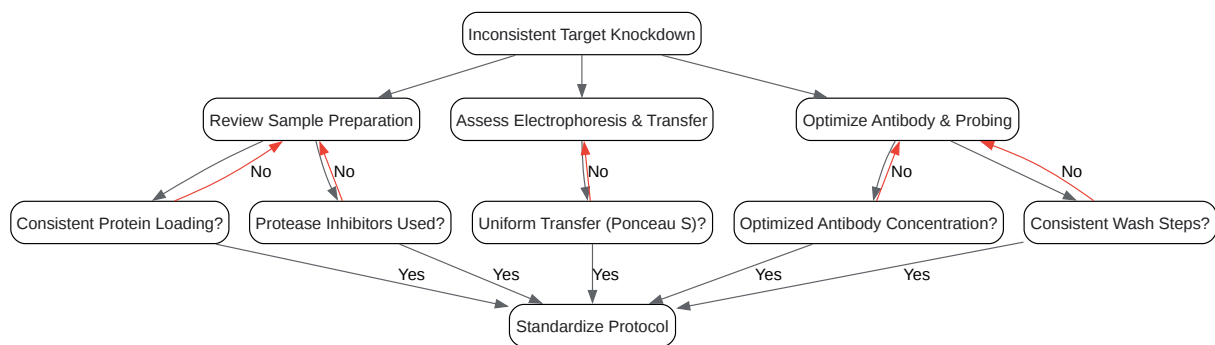 Inconsistent Target Knockdown
Review Sample Preparation
Assess Electrophoresis & Transfer
Optimize Antibody & Probing
No
No
No
No
No
Consistent Protein Loading?
Protease Inhibitors Used?
Uniform Transfer (Ponceau S)?
Optimized Antibody Concentration?
Consistent Wash Steps?
Yes
Yes
Yes
Yes
Yes
Standardize Protocol